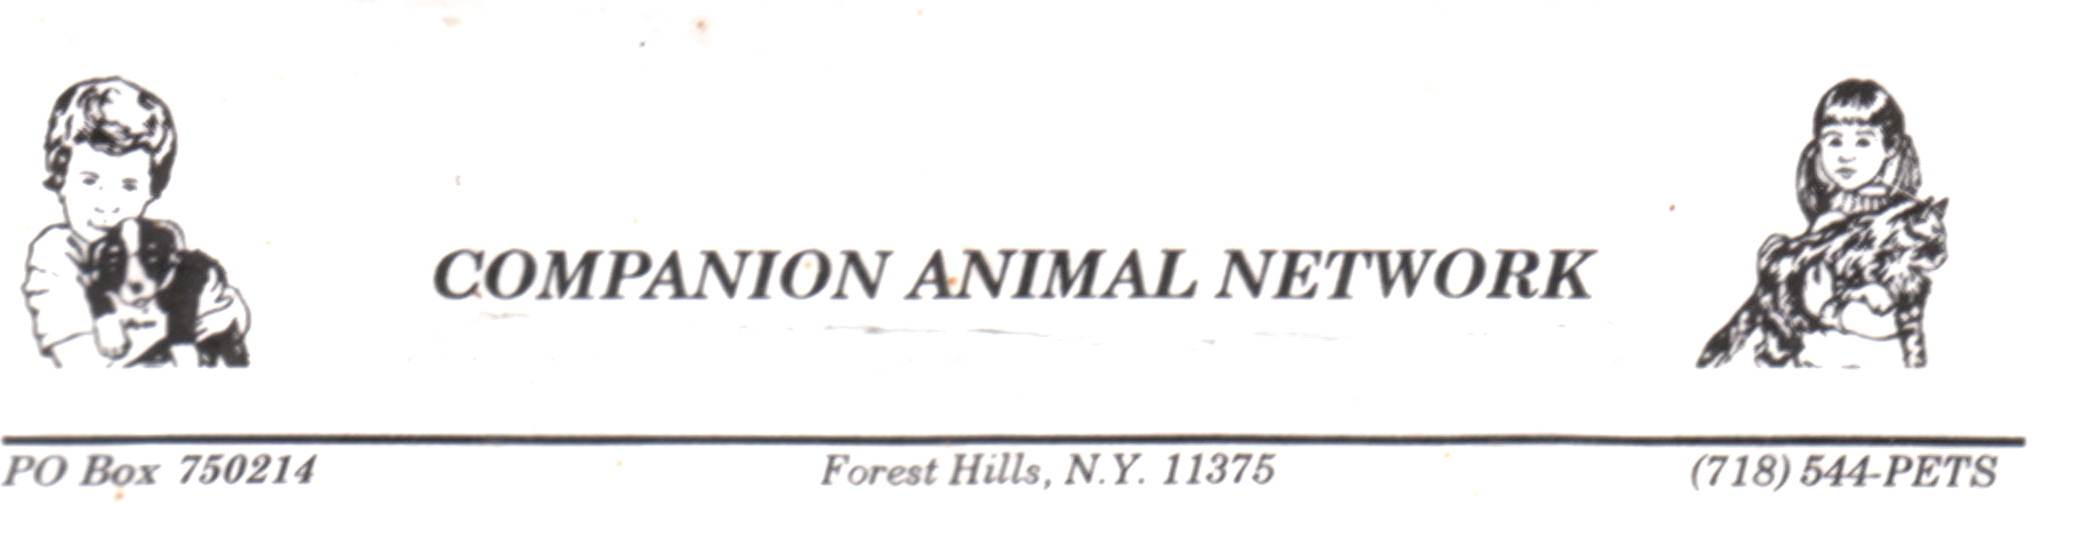 COMPANION ANIMAL NETWORK
PO Box 750214 Forest Hills, N.Y. 11375 (718) 544-PETS